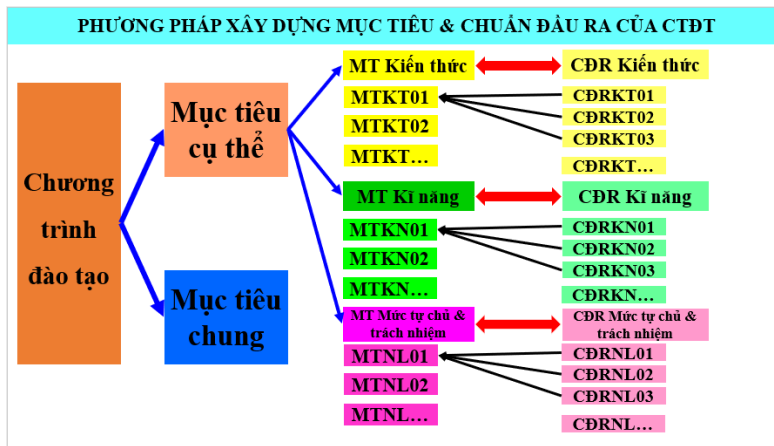 PHƯƠNG PHÁP XÂY DỰNG MỤC TIÊU & CHUẨN ĐẦU RA CỦA CTĐT
Chương
trình
đào tạo
Mục tiêu
cụ thể
Mục tiêu
chung
MT Kiến thức
CĐR Kiến thức
MTKT01
MTKT02
MTKT…
CĐRKT01
CĐRKT02
CĐRKT03
CĐRKT…
MT Kĩ năng
CĐR Kĩ năng
MTKN01
MTKN02
MTKN…
CĐRKN01
CĐRKN02
CĐRKN03
CĐRKN…
MT Mức tự chủ &
trách nhiệm
CĐR Mức tự chủ &
trách nhiệm
MTNL01
MTNL02
MTNL…
CĐRNL01
CĐRNL02
CĐRNL03
CĐRNL…